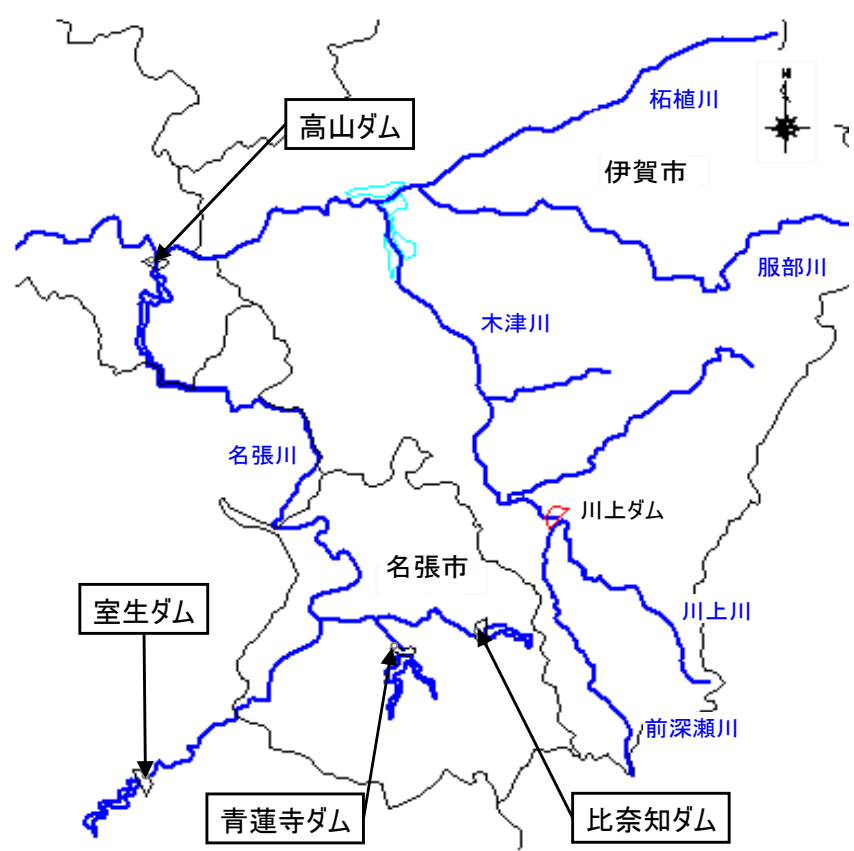 柘植川
高山ダム
伊賀市
服部川
木津川
名張川
川上ダム
名張市
室生ダム
川上川
前深瀬川
青蓮寺ダム
比奈知ダム